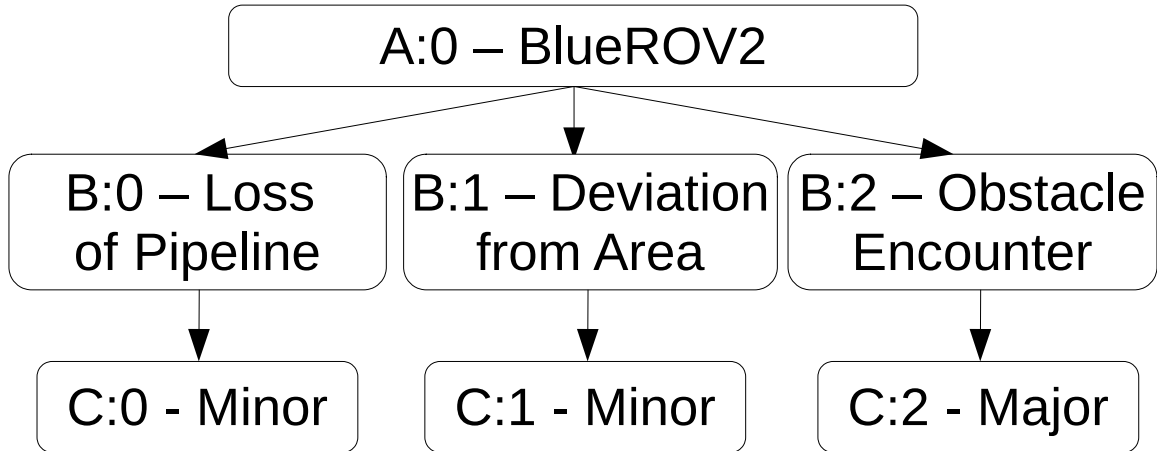 A:0 – BlueROV2
B:0 – Loss
of Pipeline
B:1 – Deviation
from Area
B:2 – Obstacle
Encounter
C:0 - Minor
C:1 - Minor
C:2 - Major